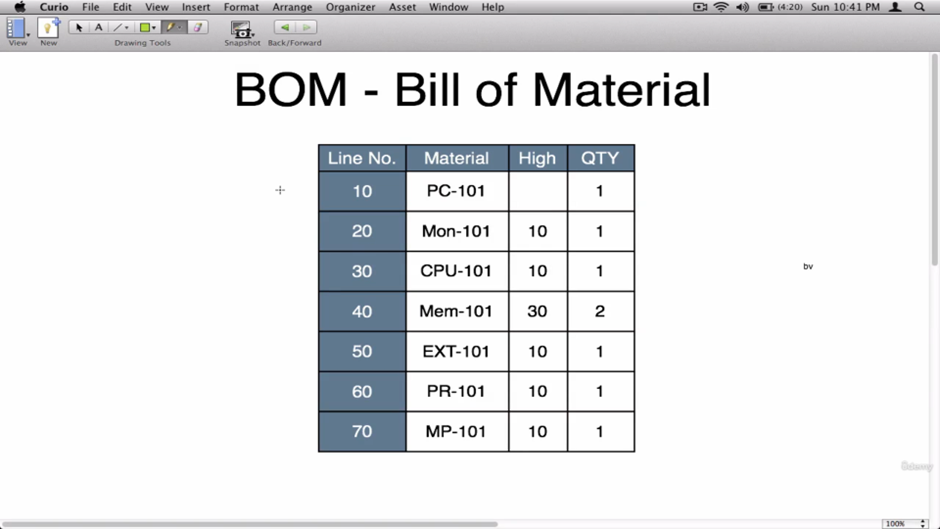 Curio File Edit View Insert Format Arrange Organizer Asset Window Help (4:20) Sun 10:41 PM
A
View New Drawing Tools Snapshot Back/Forward
BOM - Bill of Material
Line No. Material High QTY
10 PC-101 1
20 Mon-101 10 1
30 CPU-101 10 1
bv
40 Mem-101 30 2
50 EXT-101 10 1
60 PR-101 10 1
70 MP-101 10 1
Udemy
100%